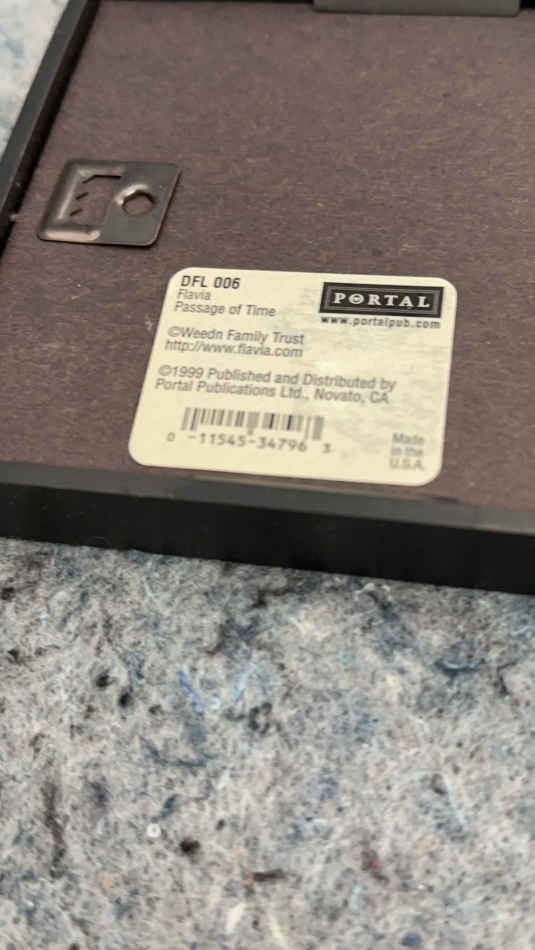 DFL 006
Flavia
Passage of Time
PORTAL
www.portalpub.com
©Weedn Family Trust
http://www.flavia.com
©1999 Published and Distributed by
Portal Publications Ltd., Novato, CA
0 -11545-34796 3
Made
in the
U.S.A.